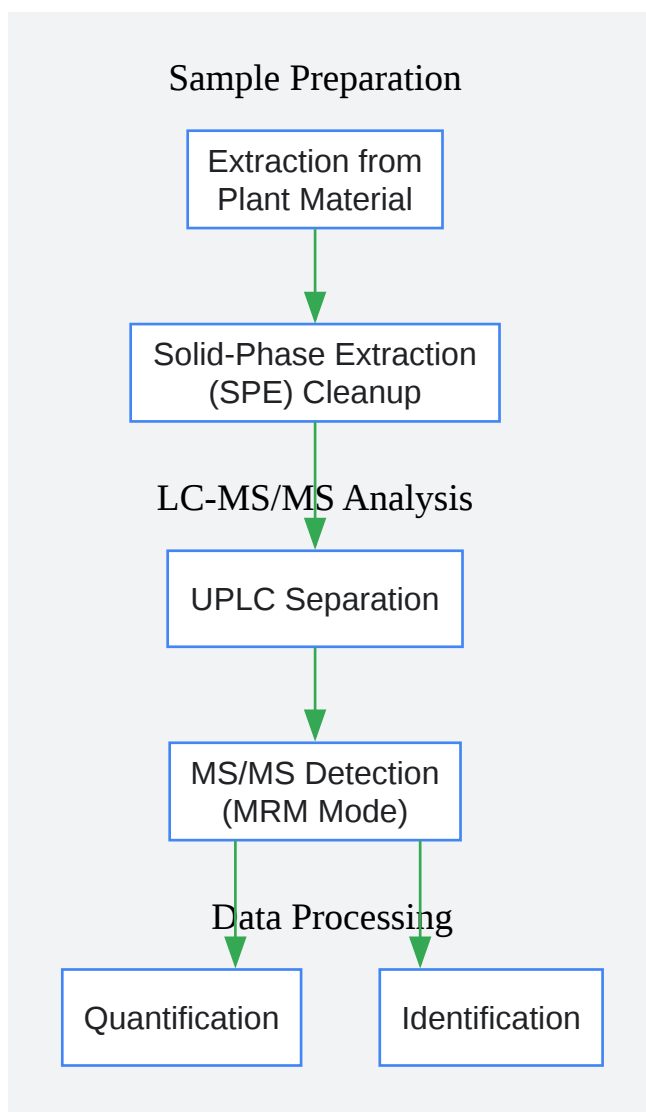 Sample Preparation
Extraction from
Plant Material
Solid-Phase Extraction
(SPE) Cleanup
LC-MS/MS Analysis
UPLC Separation
MS/MS Detection
(MRM Mode)
Data Processing
Quantification
Identification